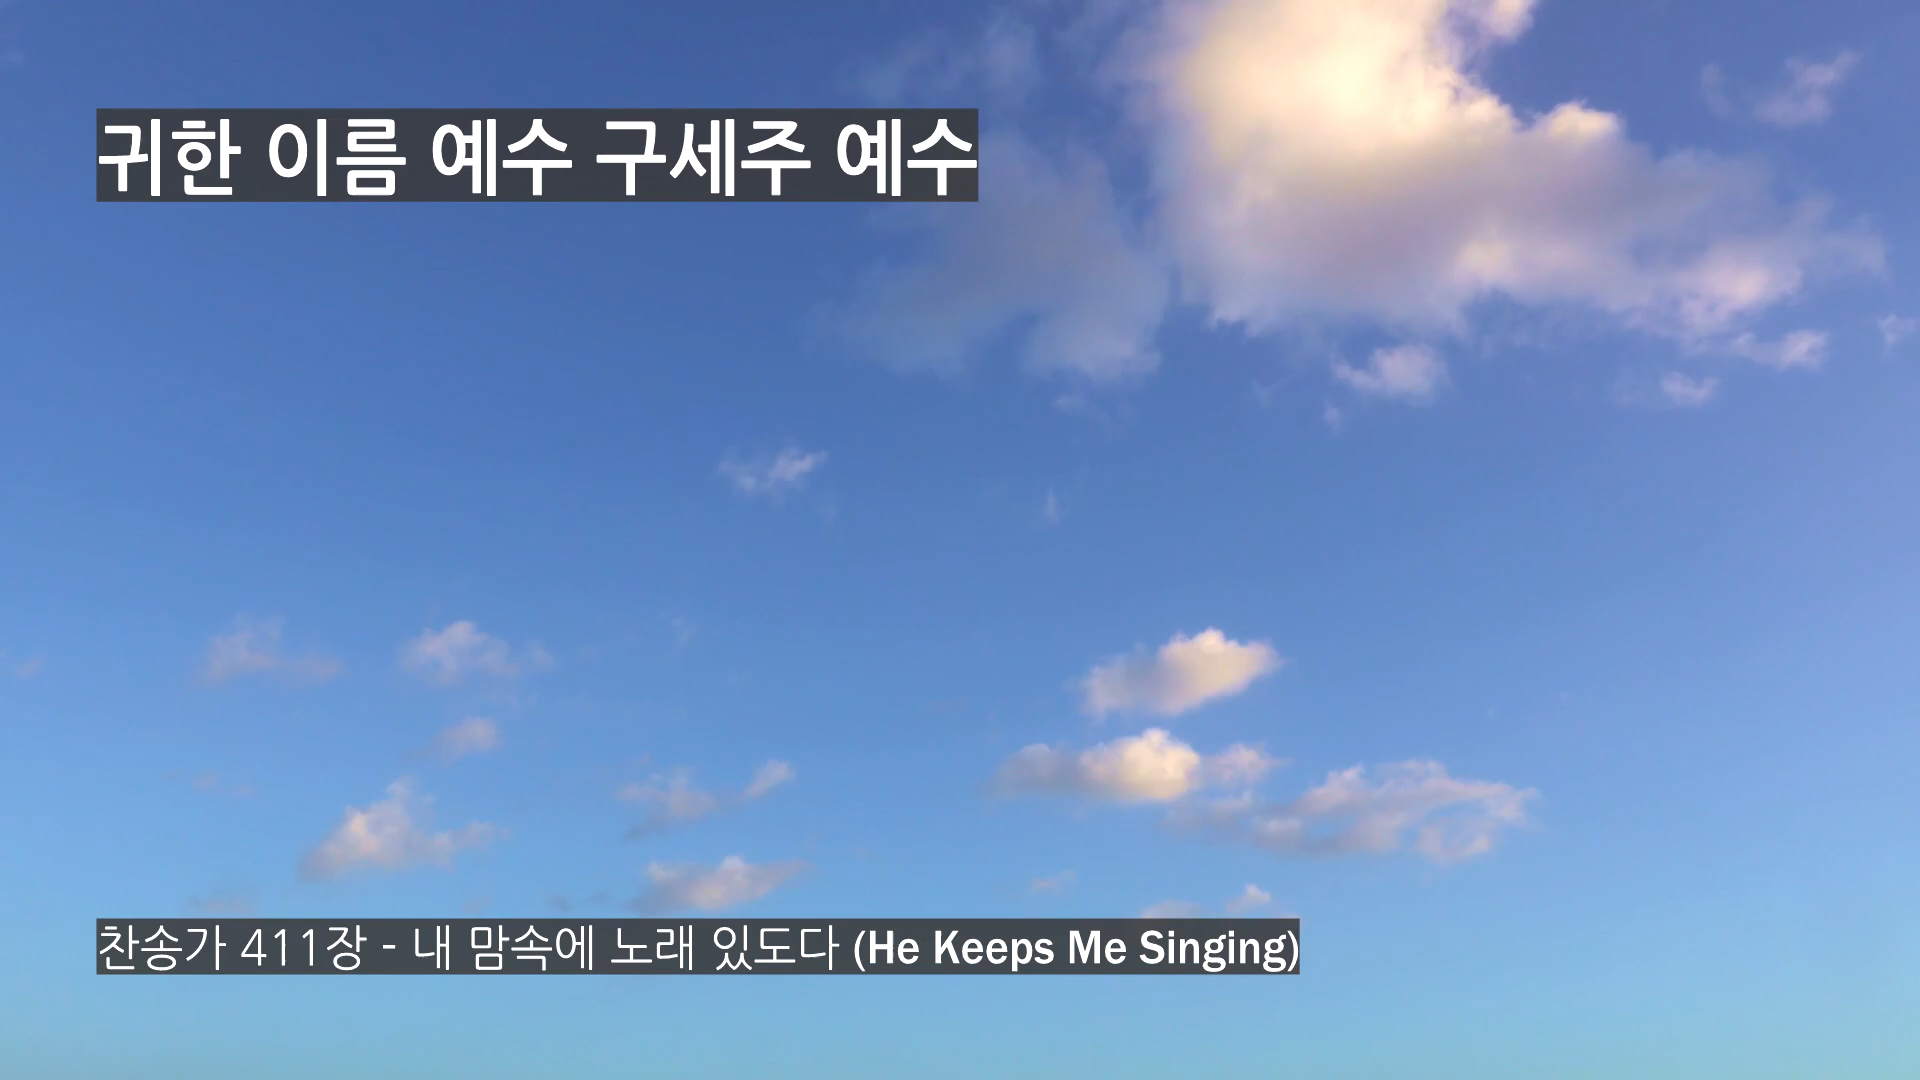 귀한 이름 예수 구세주 예수
찬송가 411장 - 내 맘속에 노래 있도다 (He Keeps Me Singing)